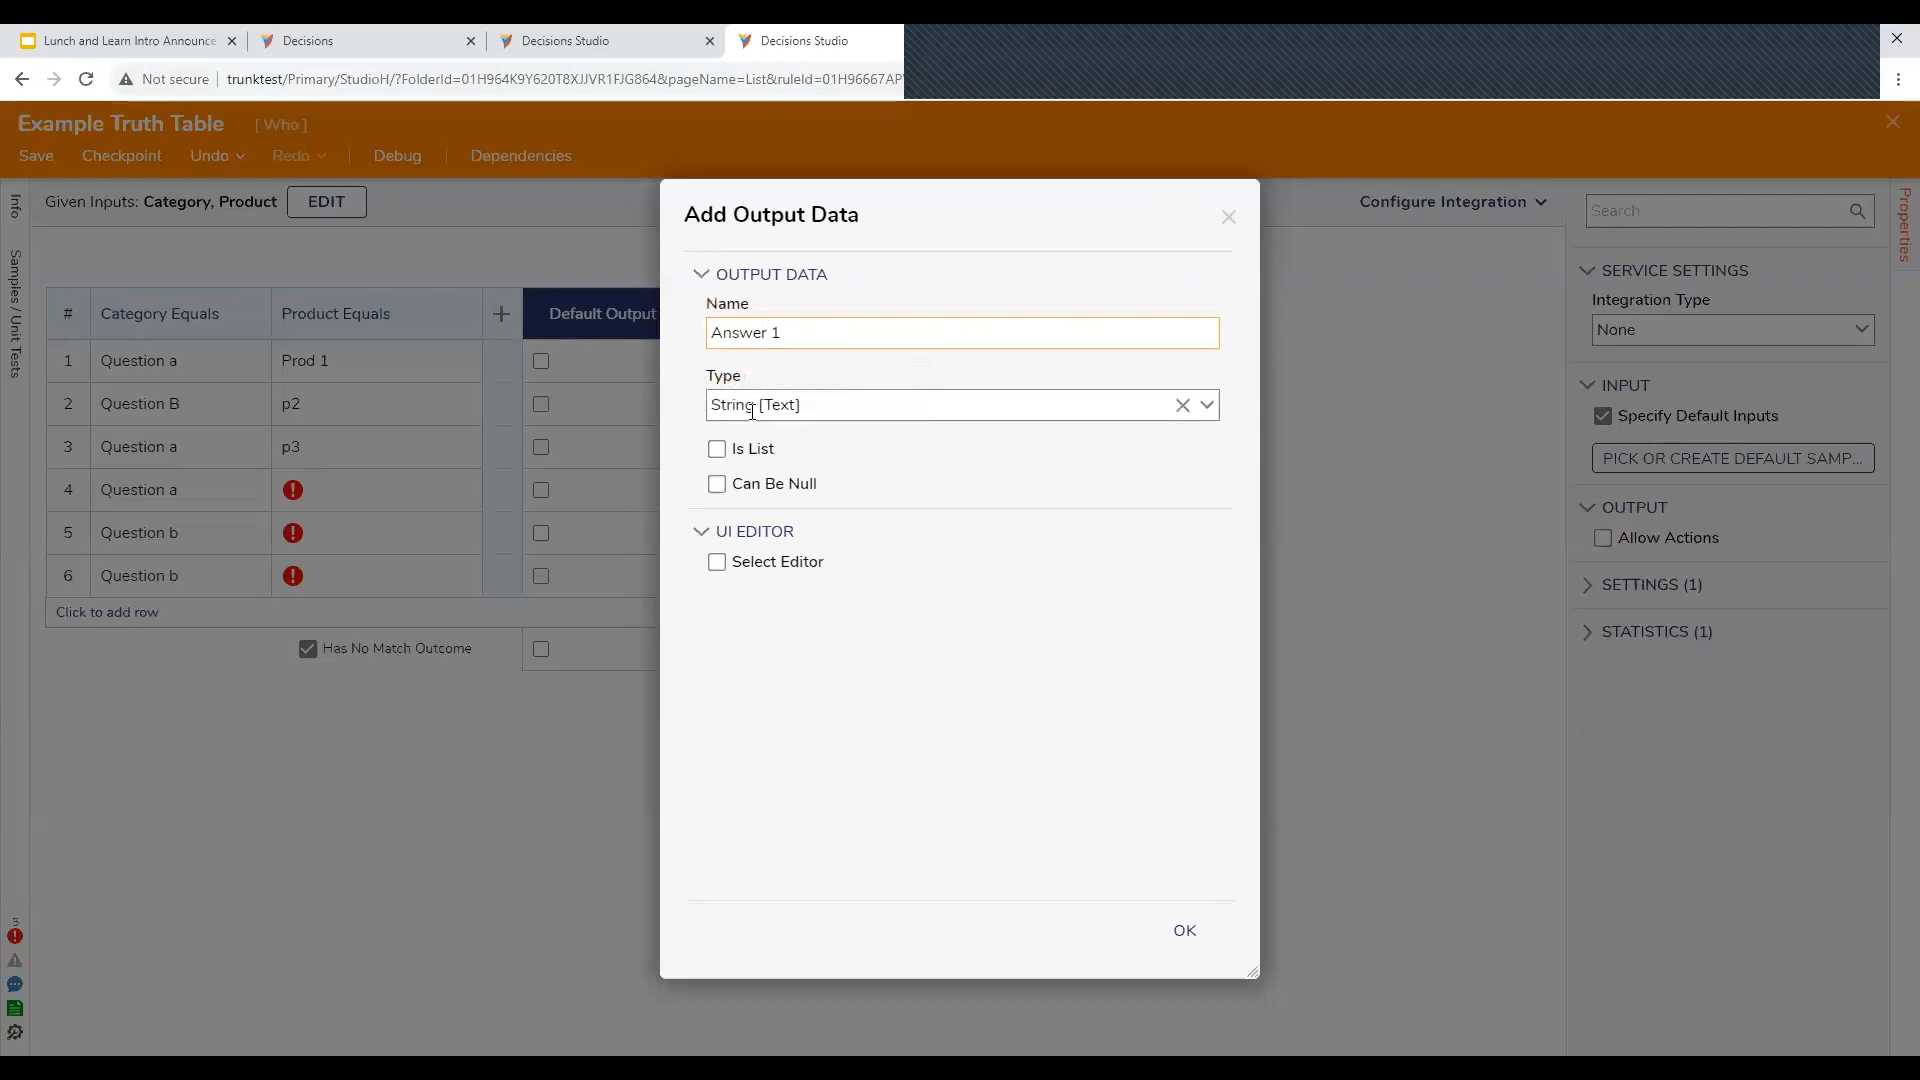 Lunch and Learn Intro Announce
Decisions
Decisions Studio
Decisions Studio
Not secure
trunktest/Primary/StudioH/?FolderId=01H964K9Y620T8XJJVR1FJG864&pageName=List&ruleId=01H96667AP
Example Truth Table [ Who ]
Save Checkpoint Undo Redo Debug Dependencies
Given Inputs: Category, Product EDIT
Configure Integration
Info
Samples / Unit Tests
# Category Equals Product Equals + Default Output
1 Question a Prod 1
2 Question B p2
3 Question a p3
4 Question a
5 Question b
6 Question b
Click to add row
Has No Match Outcome
3
Add Output Data
OUTPUT DATA
Name
Answer 1
Type
String [Text]
Is List
Can Be Null
UI EDITOR
Select Editor
OK
Search
Properties
SERVICE SETTINGS
Integration Type
None
INPUT
Specify Default Inputs
PICK OR CREATE DEFAULT SAMP...
OUTPUT
Allow Actions
SETTINGS (1)
STATISTICS (1)